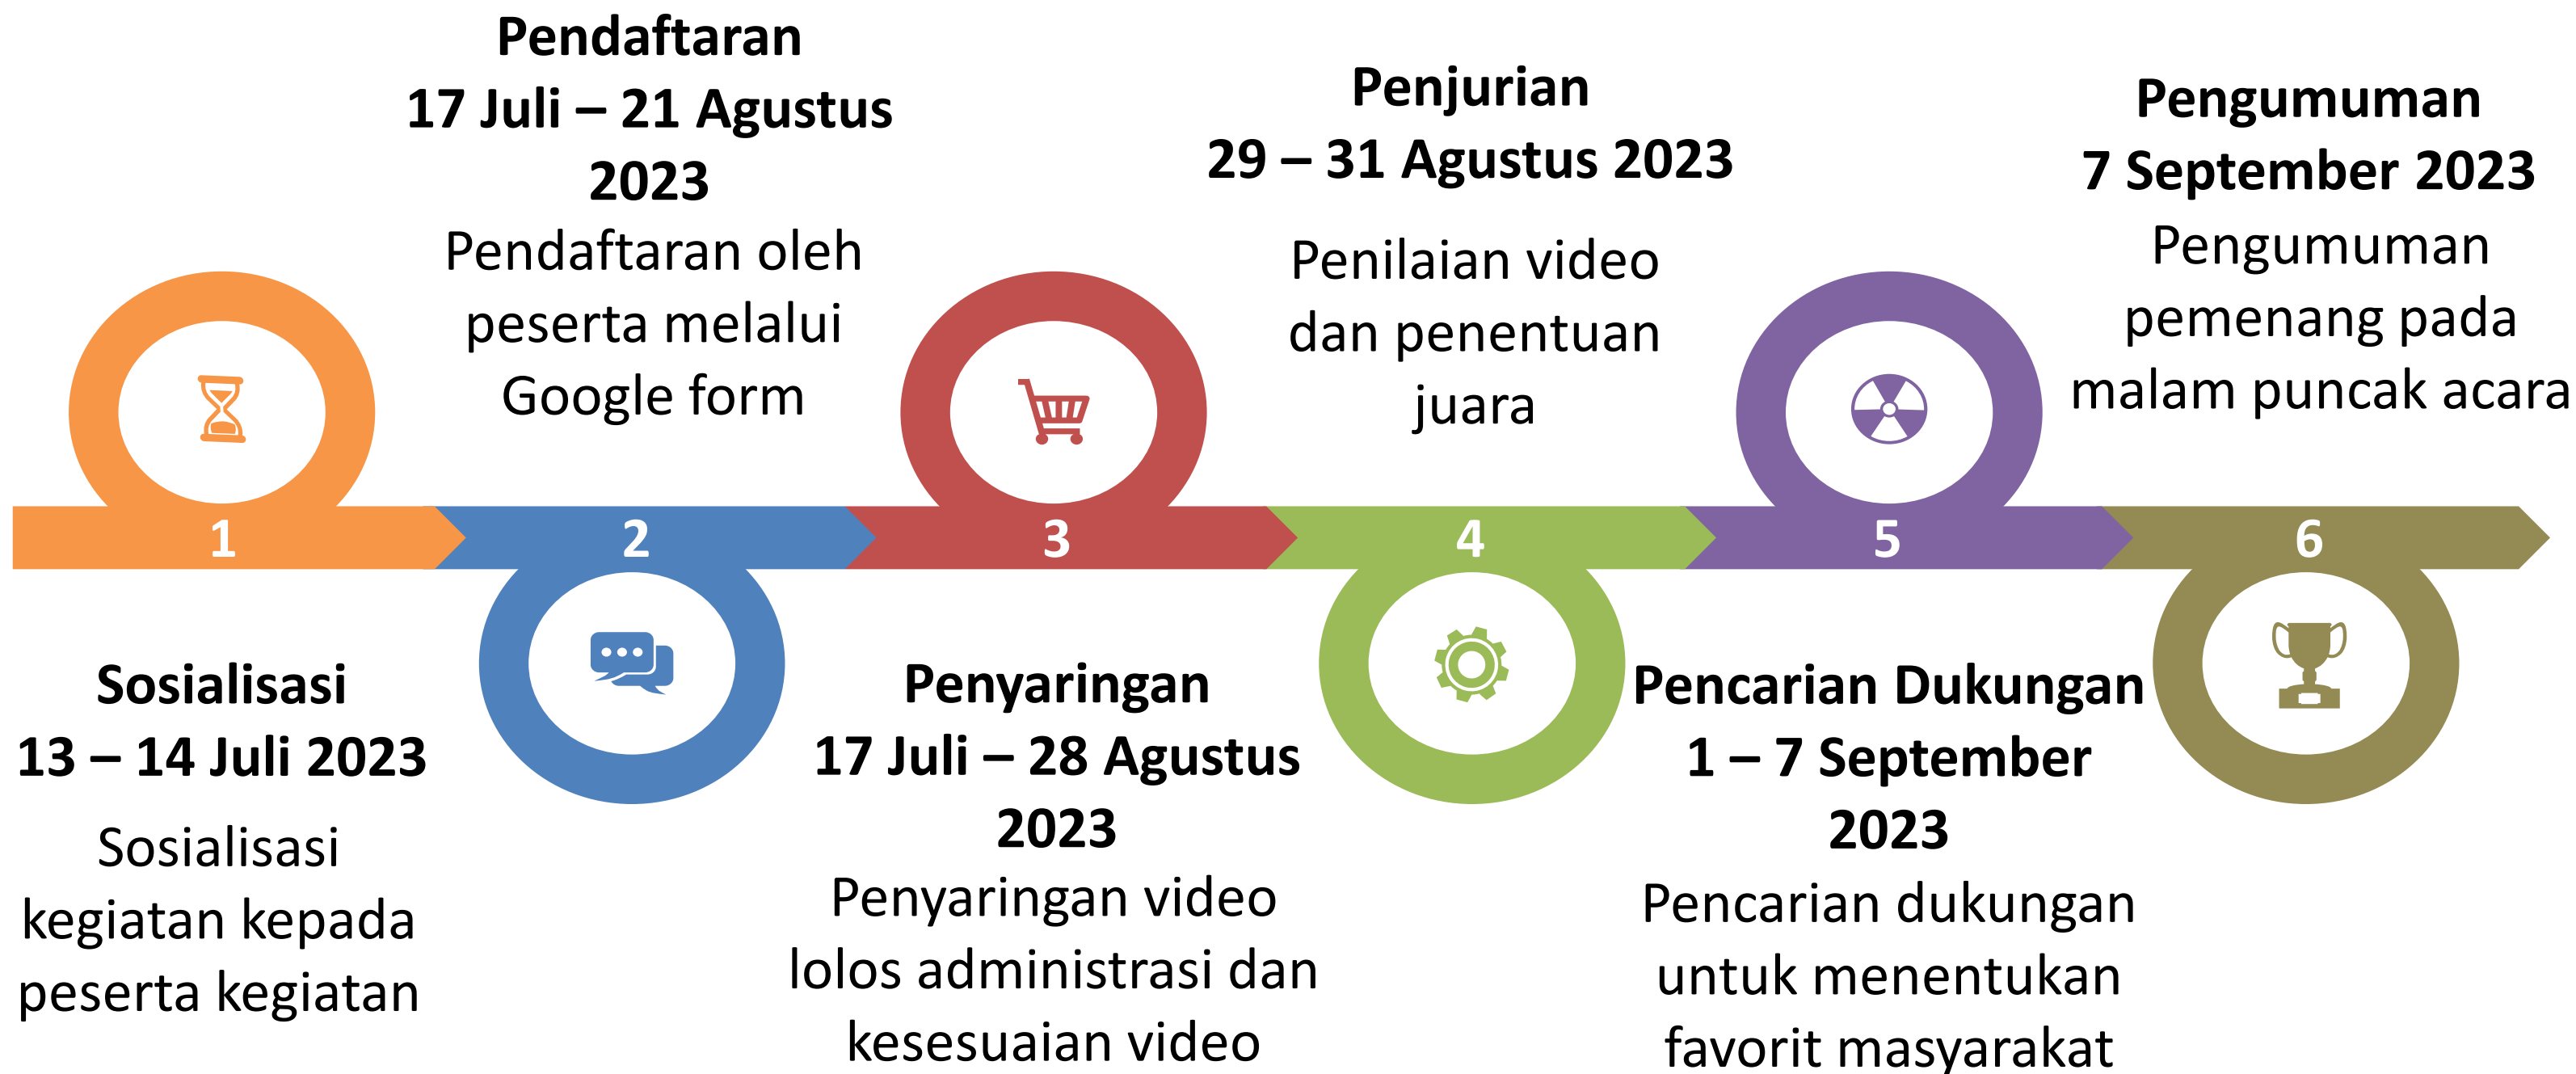 1
Sosialisasi
13 – 14 Juli 2023
Sosialisasi
kegiatan kepada
peserta kegiatan
Pendaftaran
17 Juli – 21 Agustus
2023
Pendaftaran oleh
peserta melalui
Google form
2
3
Penyaringan
17 Juli – 28 Agustus
2023
Penyaringan video
lolos administrasi dan
kesesuaian video
Penjurian
29 – 31 Agustus 2023
Penilaian video
dan penentuan
juara
4
5
Pencarian Dukungan
1 – 7 September
2023
Pencarian dukungan
untuk menentukan
favorit masyarakat
Pengumuman
7 September 2023
Pengumuman
pemenang pada
malam puncak acara
6